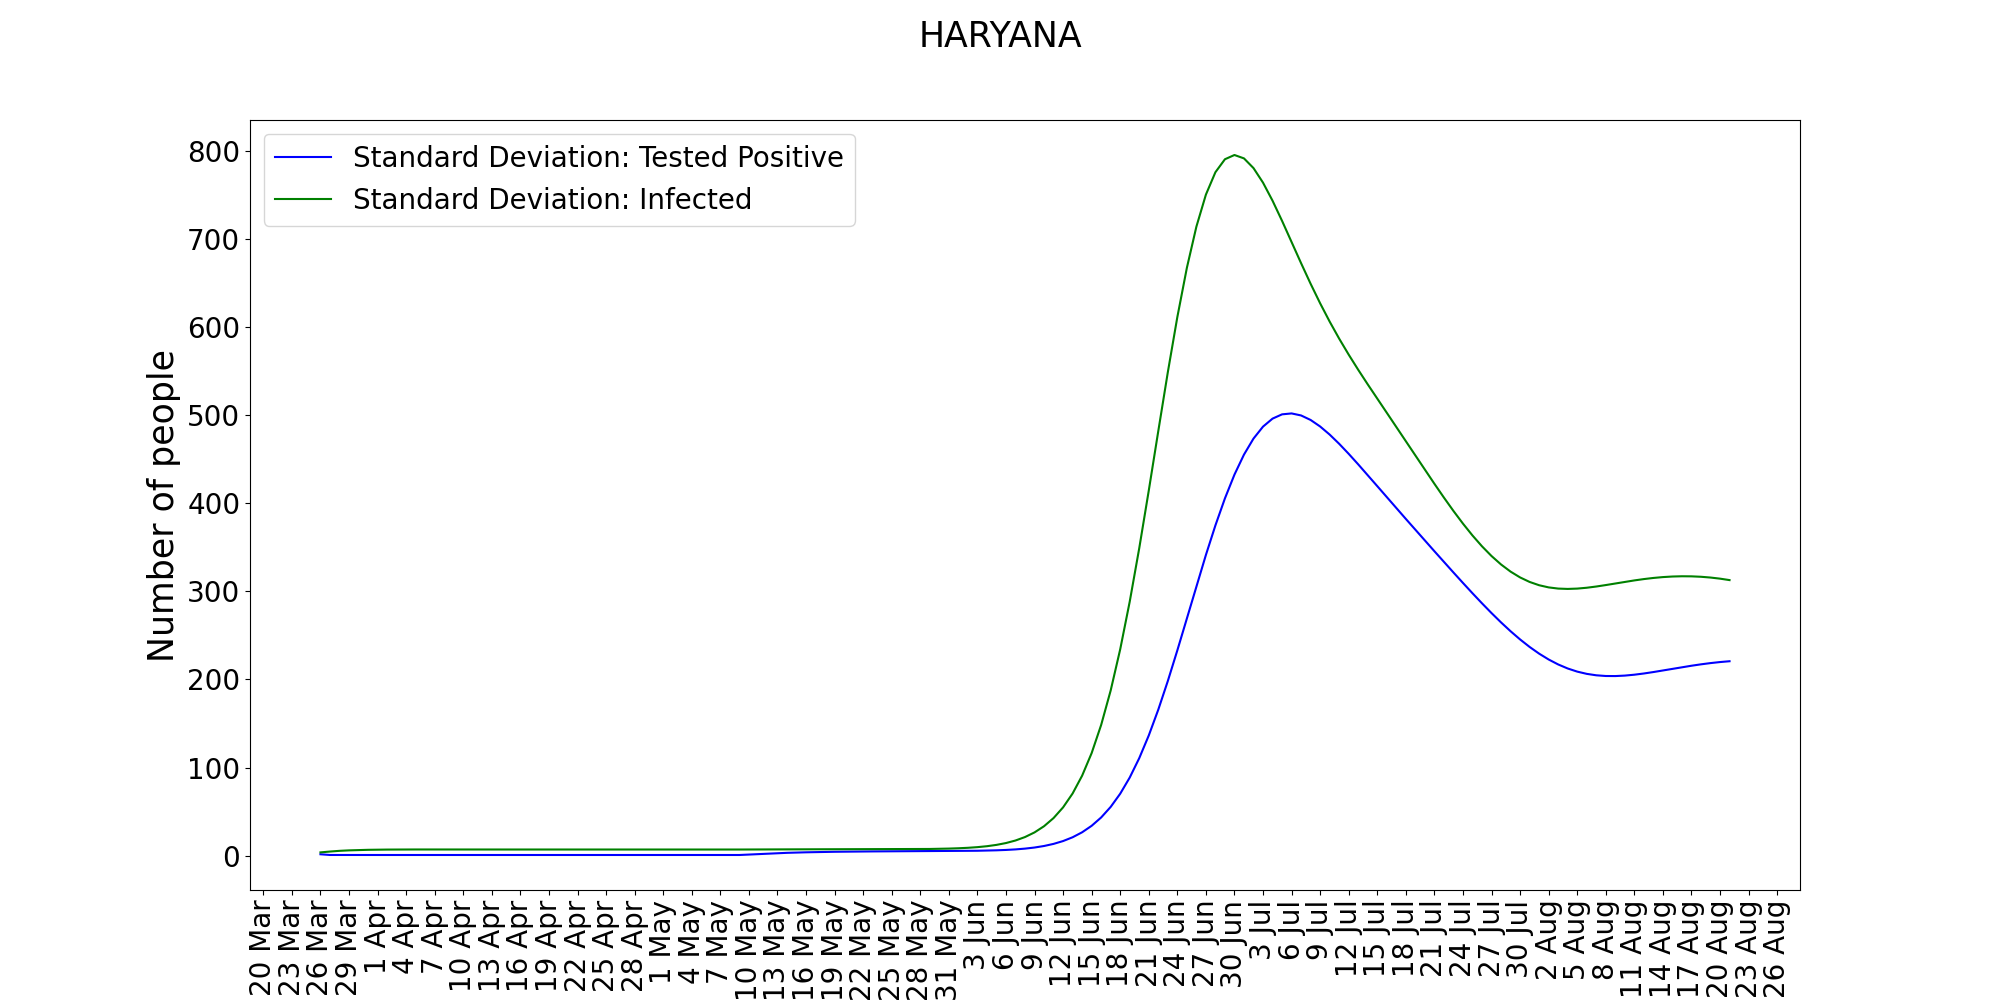 HARYANA
Standard Deviation: Tested Positive
Standard Deviation: Infected
Number of people
800
700
600
500
400
300
200
100
0
20 Mar
23 Mar
26 Mar
29 Mar
1 Apr
4 Apr
7 Apr
10 Apr
13 Apr
16 Apr
19 Apr
22 Apr
25 Apr
28 Apr
1 May
4 May
7 May
10 May
13 May
16 May
19 May
22 May
25 May
28 May
31 May
3 Jun
6 Jun
9 Jun
12 Jun
15 Jun
18 Jun
21 Jun
24 Jun
27 Jun
30 Jun
3 Jul
6 Jul
9 Jul
12 Jul
15 Jul
18 Jul
21 Jul
24 Jul
27 Jul
30 Jul
2 Aug
5 Aug
8 Aug
11 Aug
14 Aug
17 Aug
20 Aug
23 Aug
26 Aug